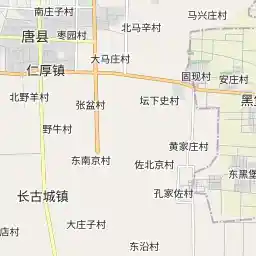 南庄子村
马兴庄村
北马辛村
唐县
枣园村
大马庄村
仁厚镇
固现村
安庄村
北野羊村
张盆村
坛下史村
黑堡
野牛村
黄家庄村
东南京村
佐北京村
东黑堡
长古城镇
孔家佐村
大庄子村
店村
东沿村